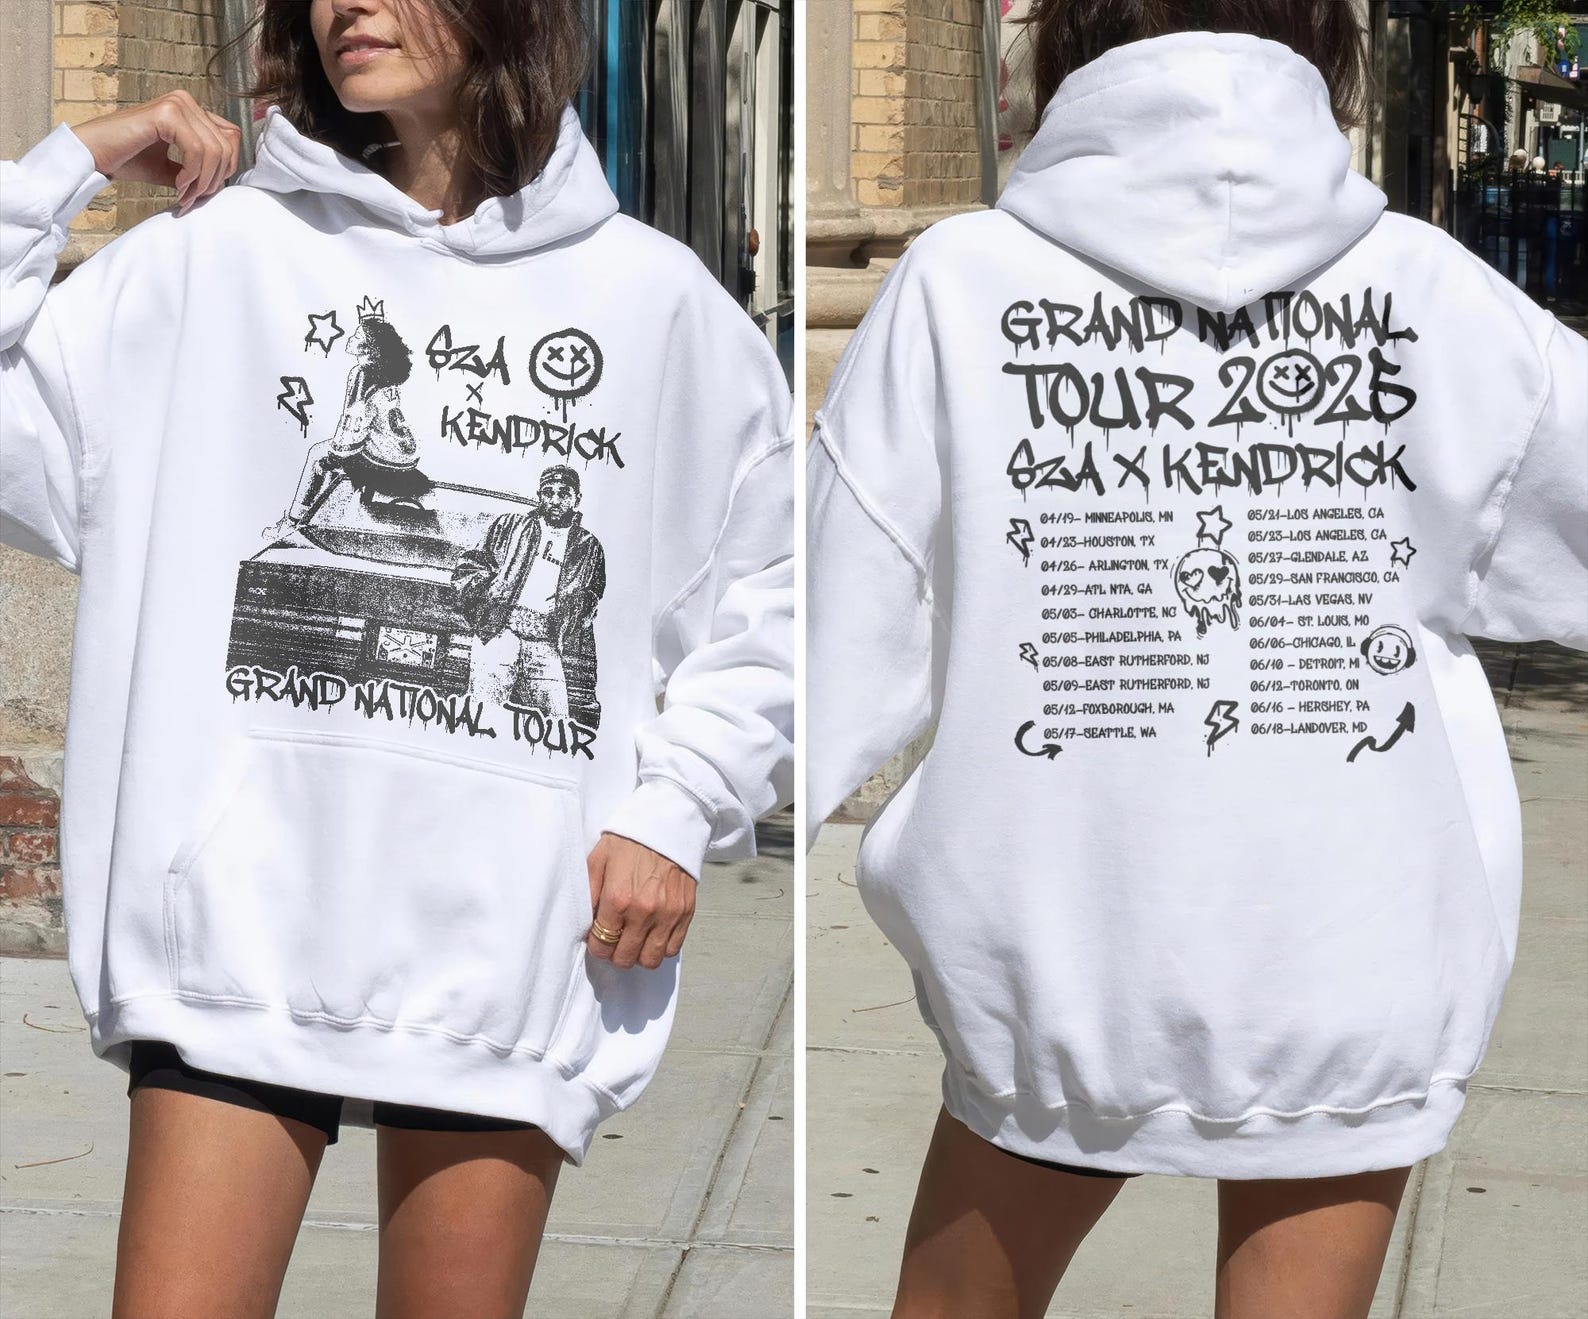 SZA
X
KENDRICK
GNX
GRAND NATIONAL TOUR
GRAND NATIONAL
TOUR 2025
SZA X KENDRICK
04/19- MINNEAPOLIS, MN
04/23-HOUSTON, TX
04/26- ARLINGTON, TX
04/29-ATL NTA, GA
05/03- CHARLOTTE, NC
05/05-PHILADELPHIA, PA
05/08-EAST RUTHERFORD, NJ
05/09-EAST RUTHERFORD, NJ
05/12-FOXBOROUGH, MA
05/17-SEATTLE, WA
05/21-LOS ANGELES, CA
05/23-LOS ANGELES, CA
05/27-GLENDALE, AZ
05/29-SAN FRANCISCO, CA
05/31-LAS VEGAS, NV
06/04- ST. LOUIS, MO
06/06-CHICAGO, IL
06/10 - DETROIT, MI
06/12-TORONTO, ON
06/16 - HERSHEY, PA
06/18-LANDOVER, MD